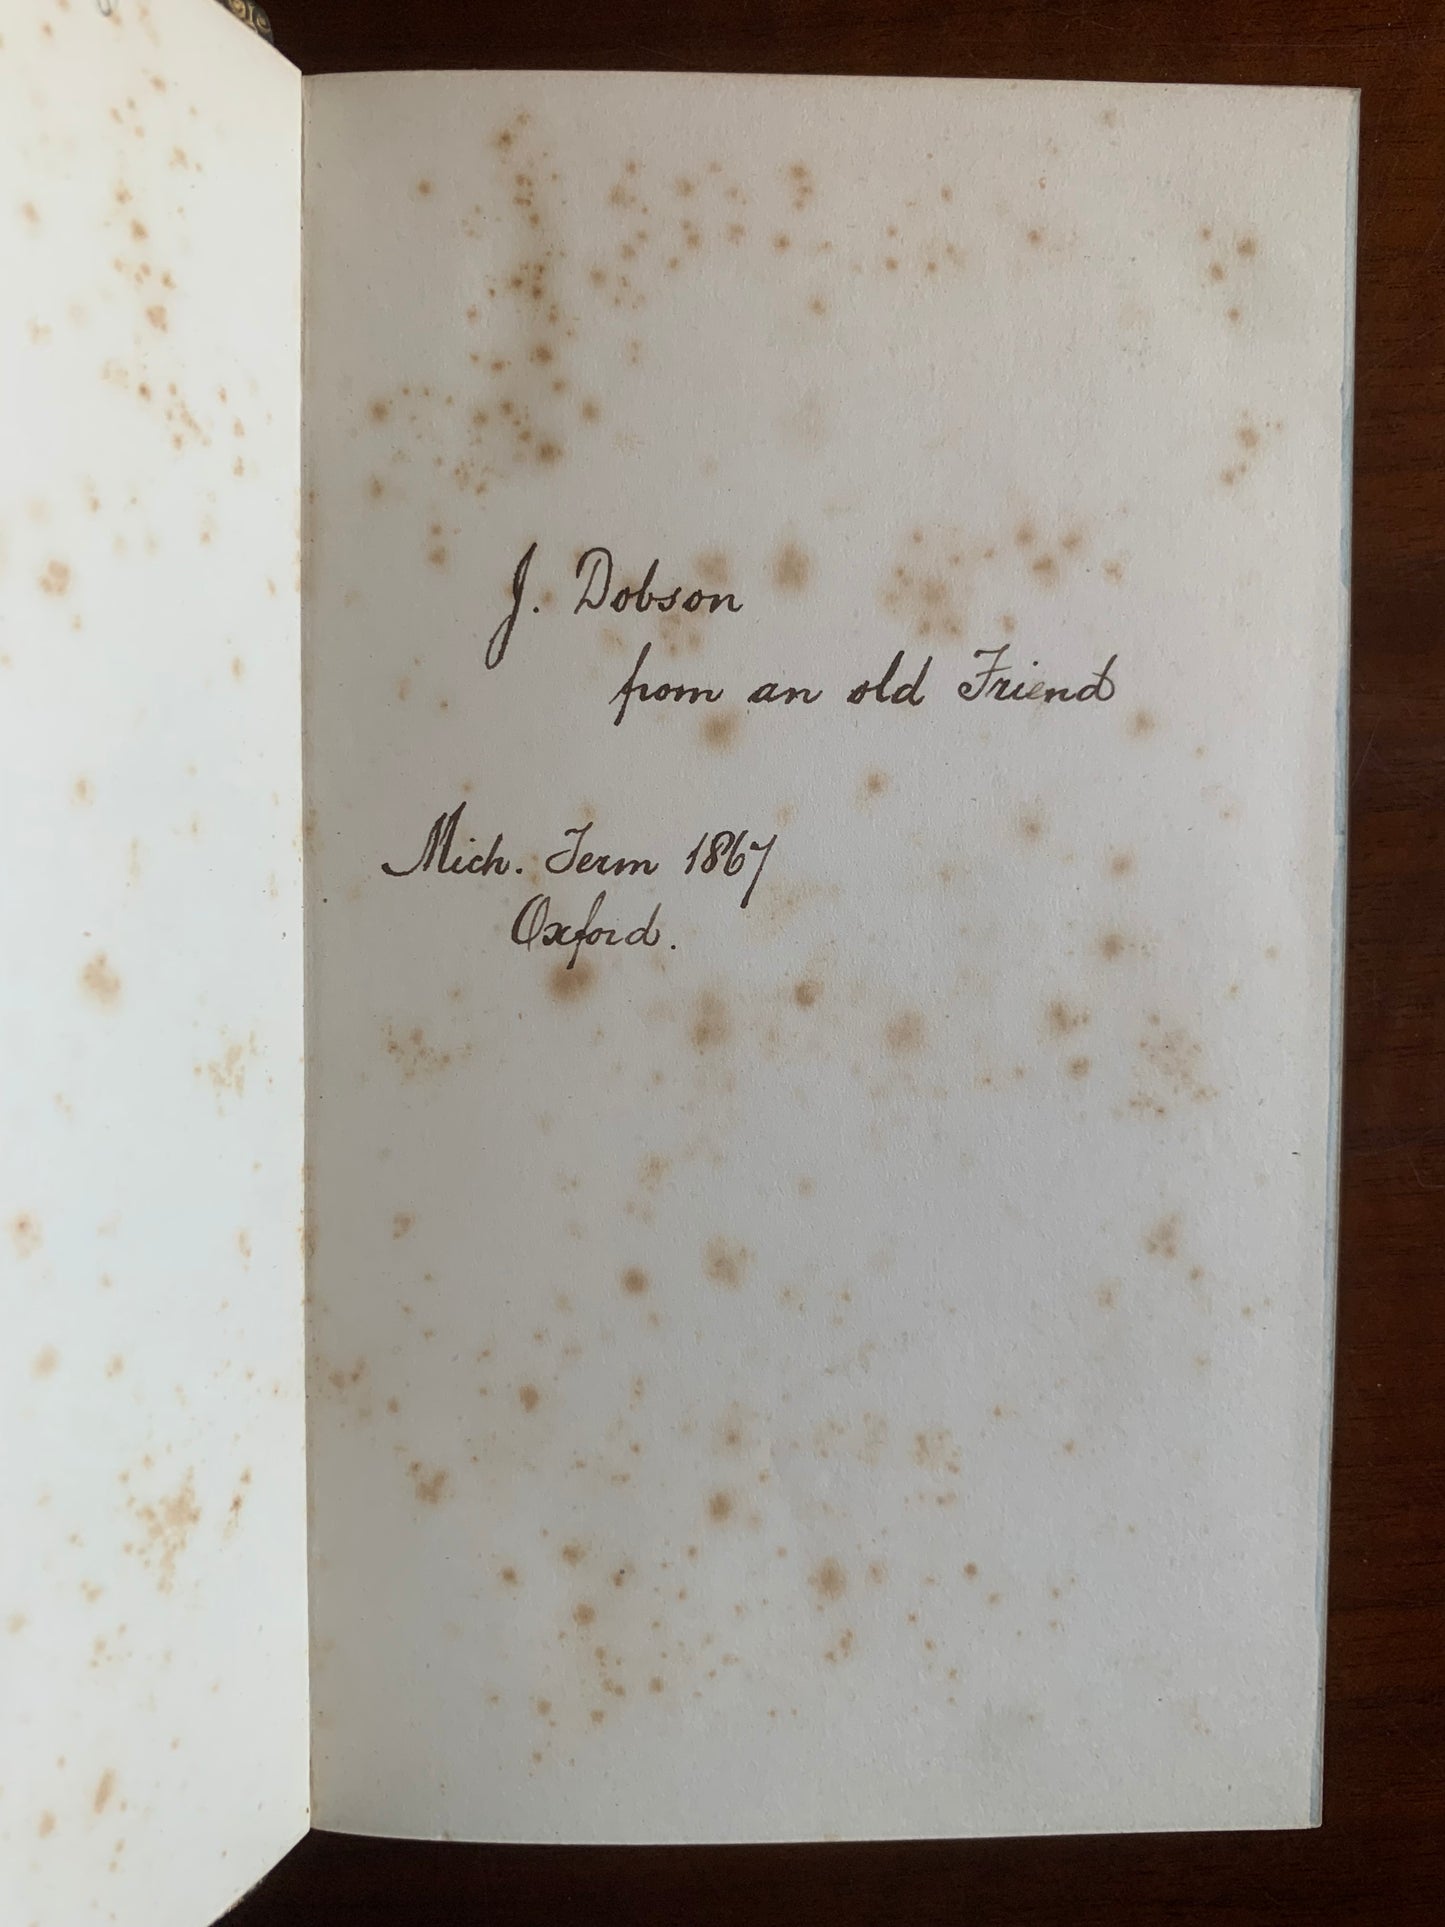 J. Dobson
from an old Friend
Mich. Term 1867
Oxford.